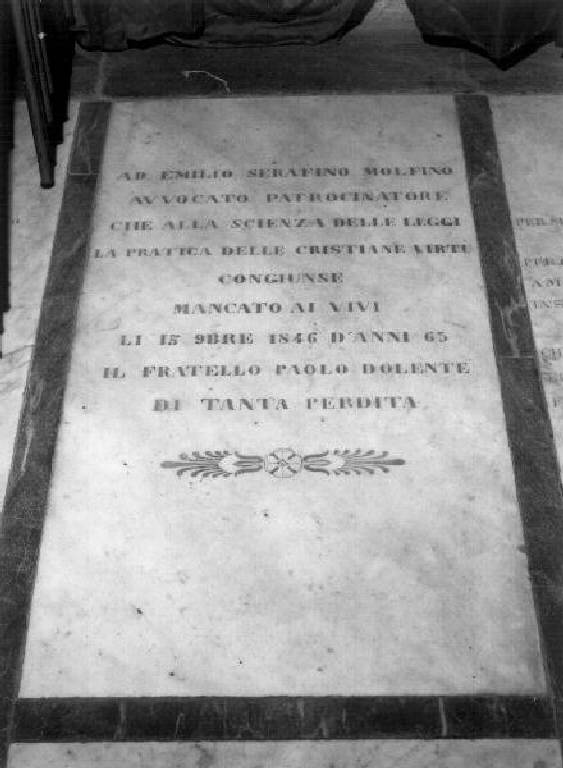 AD EMILIO SERAFINO MOLFINO
AVVOCATO PATROCINATORE
CHE ALLA SCIENZA DELLE LEGGI
LA PRATICA DELLE CRISTIANE VIRTU
CONGIUNSE
MANCATO AI VIVI
LI 15 9BRE 1846 D'ANNI 65
IL FRATELLO PAOLO DOLENTE
DI TANTA PERDITA